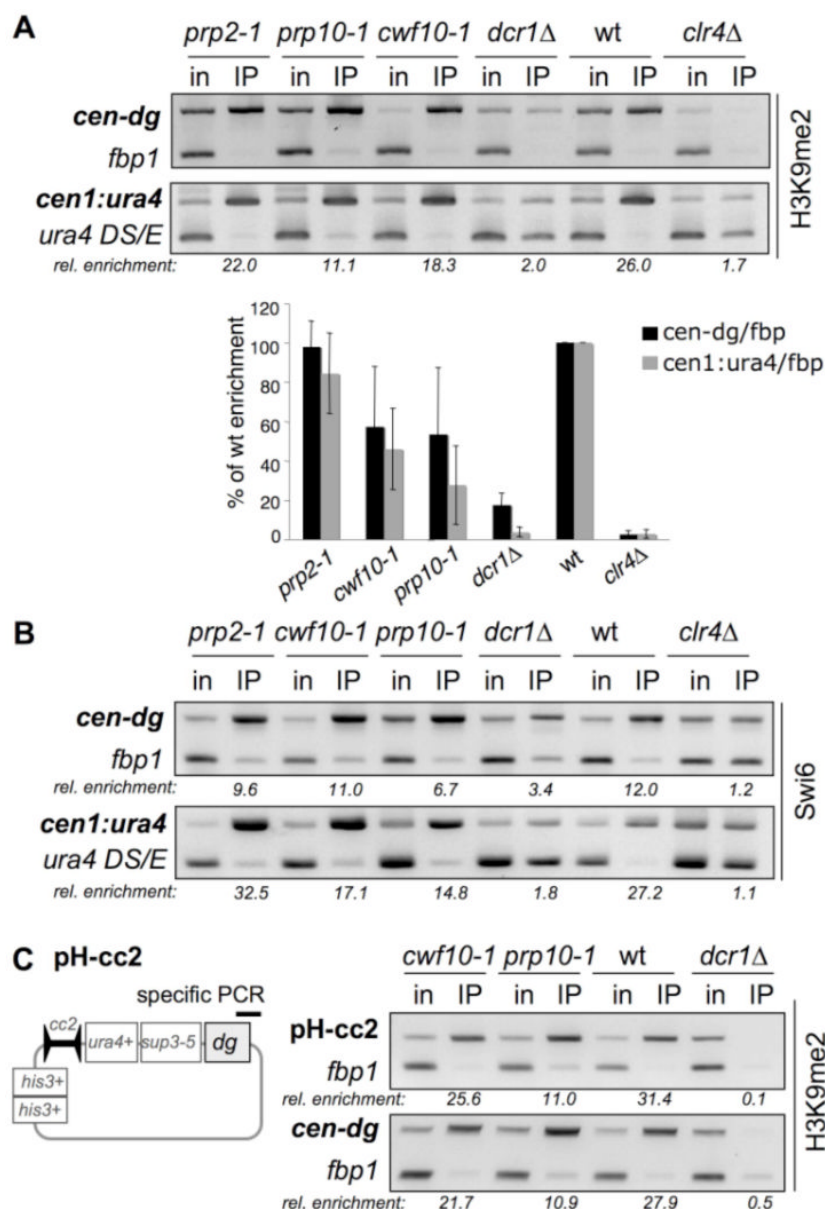 A
prp2-1 prp10-1 cwf10-1 dcr1Δ wt clr4Δ
in IP in IP in IP in IP in IP in IP
cen-dg
fbp1
cen1:ura4
ura4 DS/E
rel. enrichment: 22.0 11.1 18.3 2.0 26.0 1.7
H3K9me2
% of wt enrichment
120
100
80
60
40
20
0
prp2-1 cwf10-1 prp10-1 dcr1Δ wt clr4Δ
cen-dg/fbp
cen1:ura4/fbp
B
prp2-1 cwf10-1 prp10-1 dcr1Δ wt clr4Δ
in IP in IP in IP in IP in IP in IP
cen-dg
fbp1
rel. enrichment: 9.6 11.0 6.7 3.4 12.0 1.2
cen1:ura4
ura4 DS/E
rel. enrichment: 32.5 17.1 14.8 1.8 27.2 1.1
Swi6
C pH-cc2
specific PCR
cc2
ura4+ sup3-5 dg
his3+
his3+
cwf10-1 prp10-1 wt dcr1Δ
in IP in IP in IP in IP
pH-cc2
fbp1
rel. enrichment: 25.6 11.0 31.4 0.1
cen-dg
fbp1
rel. enrichment: 21.7 10.9 27.9 0.5
H3K9me2